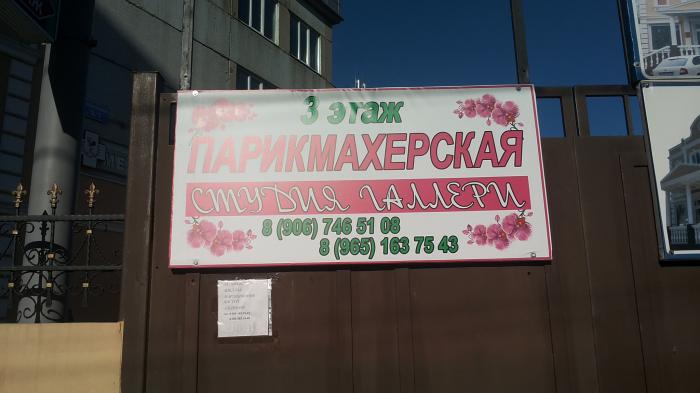 3 этаж
ПАРИКМАХЕРСКАЯ
СТУДИЯ ГАЛЛЕРИ
8 (906) 746 51 08
8 (965) 163 75 43